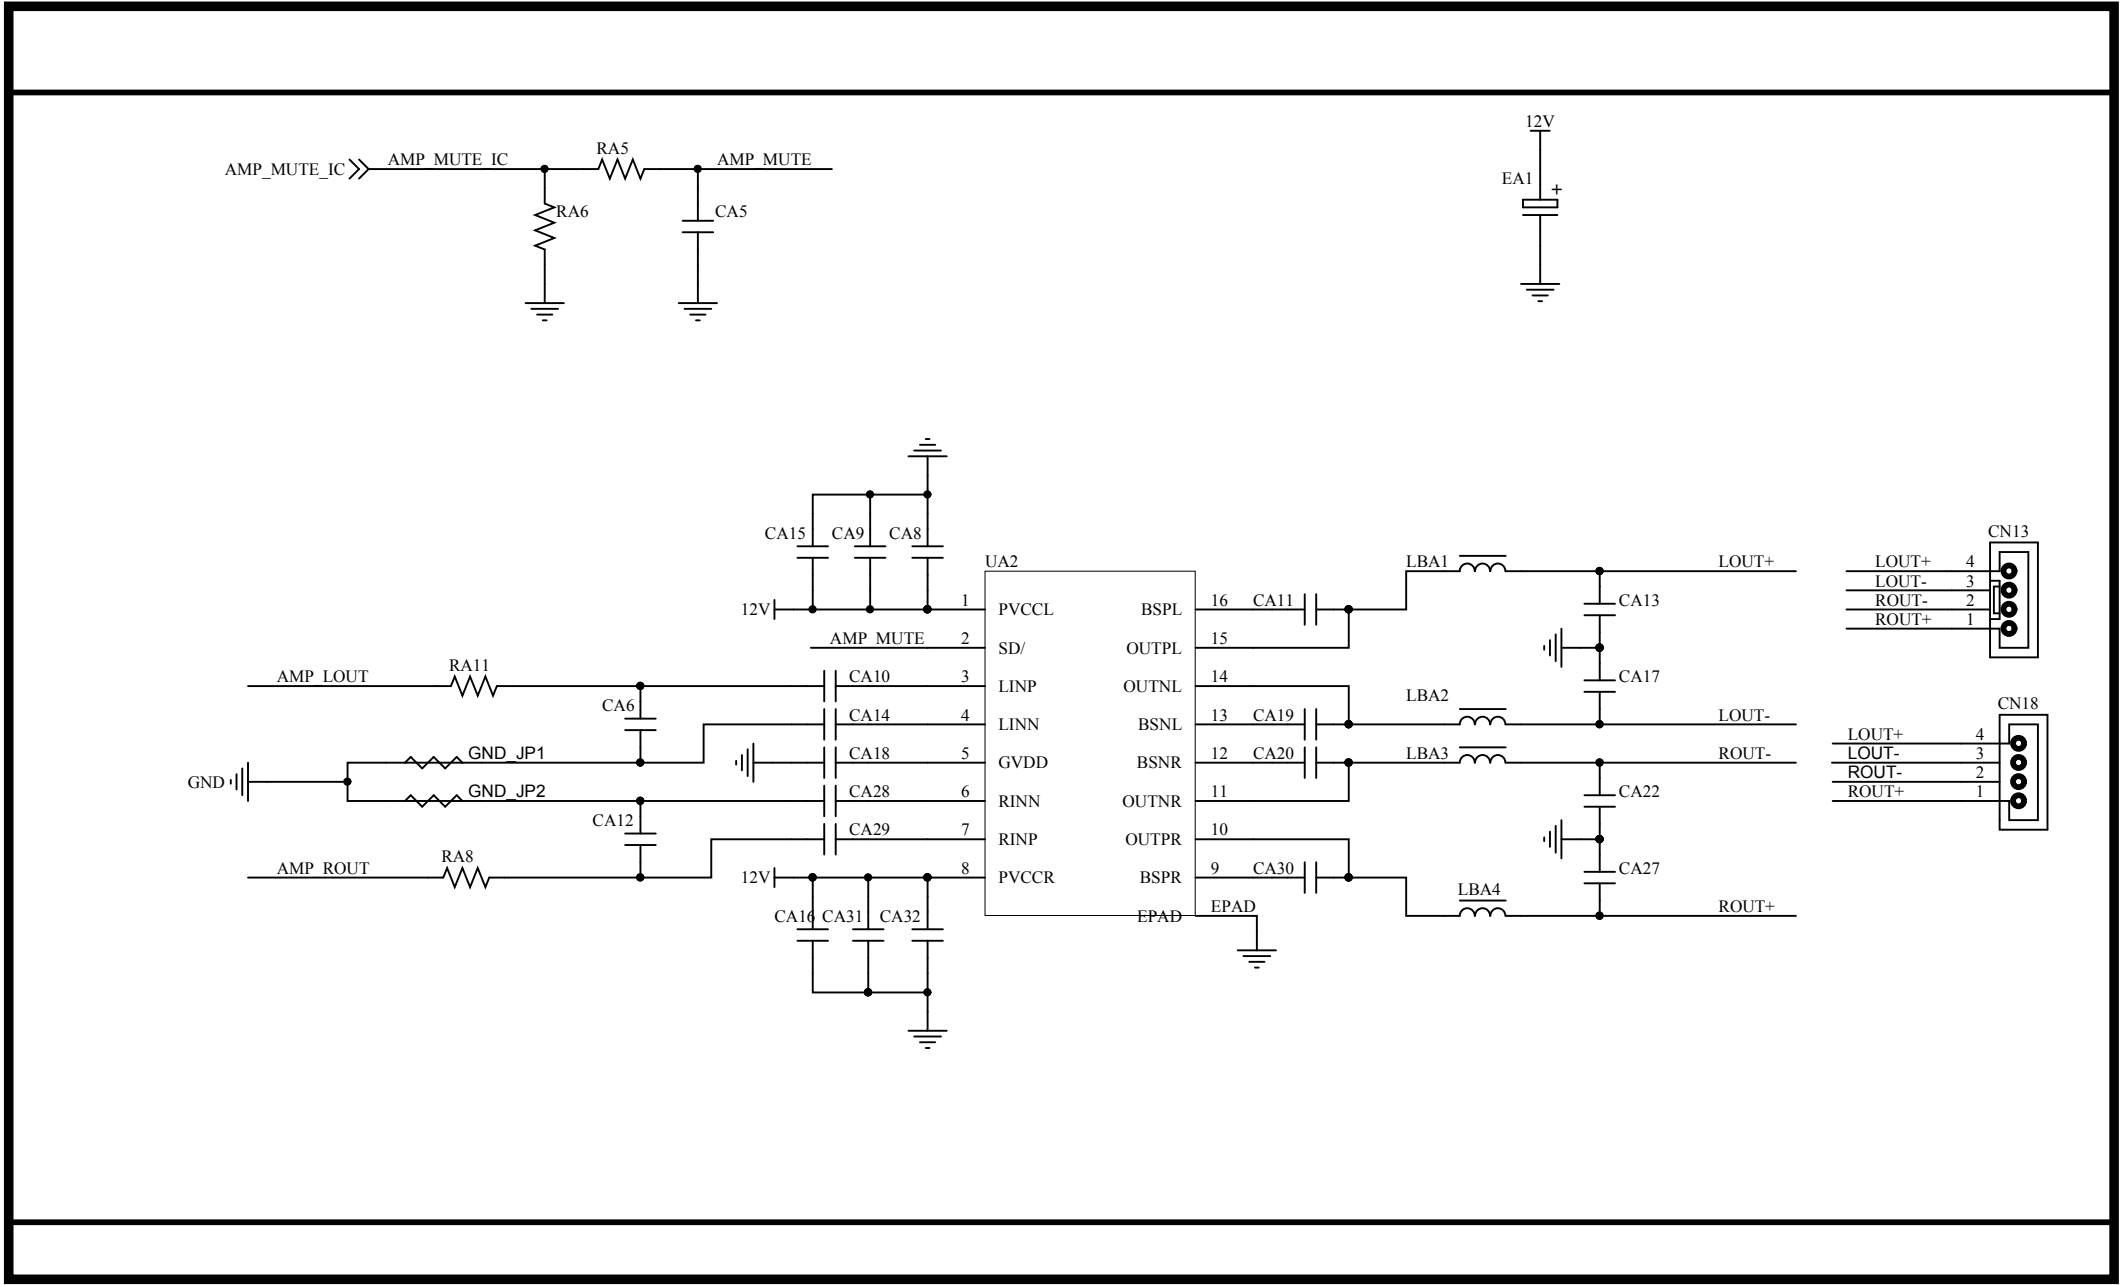 12V
RA5
AMP_MUTE_IC AMP_MUTE_IC AMP_MUTE
EA1 +
RA6 CA5
CA15 CA9 CA8
CN13
UA2 LBA1 LOUT+ LOUT+ 4
LOUT- 3
12V 1 PVCCL BSPL 16 CA11 CA13 ROUT- 2
ROUT+ 1
AMP_MUTE 2 SD/ OUTPL 15
RA11
AMP_LOUT CA10 3 LINP OUTNL 14 CA17
LBA2
CA6 CA14 4 LINN BSNL 13 CA19 LOUT-
CN18
LOUT+ 4
GND_JP1 CA18 5 GVDD BSNR 12 CA20 LBA3 ROUT- LOUT- 3
GND ROUT- 2
GND_JP2 CA28 6 RINN OUTNR 11 CA22 ROUT+ 1
CA12
CA29 7 RINP OUTPR 10
RA8
AMP_ROUT 12V 8 PVCCR BSPR 9 CA30 CA27
LBA4
CA16 CA31 CA32 EPAD EPAD ROUT+